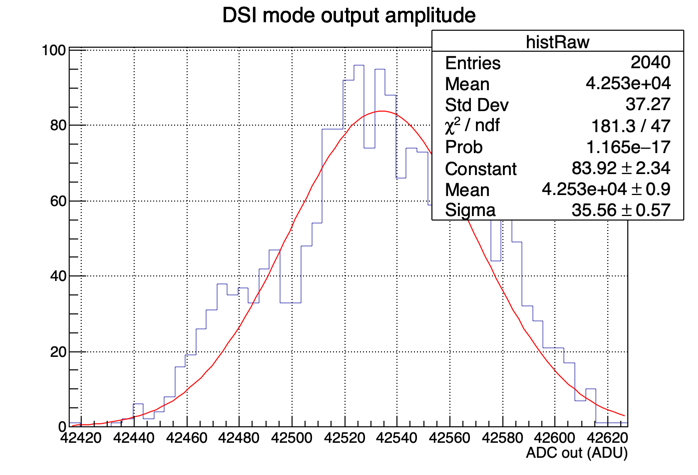 DSI mode output amplitude
histRaw
Entries 2040
Mean 4.253e+04
Std Dev 37.27
χ² / ndf 181.3 / 47
Prob 1.165e−17
Constant 83.92 ± 2.34
Mean 4.253e+04 ± 0.9
Sigma 35.56 ± 0.57
100
80
60
40
20
0
42420 42440 42460 42480 42500 42520 42540 42560 42580 42600 42620
ADC out (ADU)